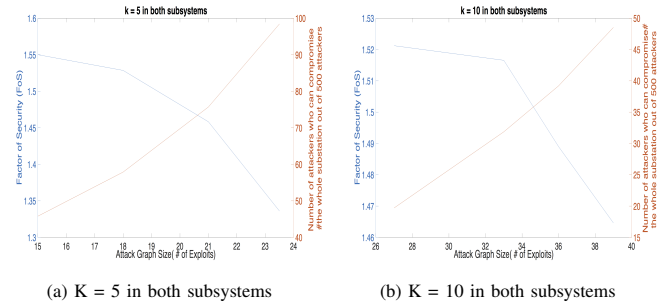 k = 5 in both subsystems
Factor of Security (FoS)
1.6
1.55
1.5
1.45
1.4
1.35
1.3
100
90
80
70
60
50
40
Number of attackers who can compromise
#the whole substation out of 500 attackers
15 16 17 18 19 20 21 22 23 24
Attack Graph Size( # of Exploits)
(a) K = 5 in both subsystems
k = 10 in both subsystems
Factor of Security (FoS)
1.53
1.52
1.51
1.5
1.49
1.48
1.47
1.46
50
45
40
35
30
25
20
15
Number of attackers who can compromise#
the whole substation out of 500 attackers
26 28 30 32 34 36 38 40
Attack Graph Size( # of Exploits)
(b) K = 10 in both subsystems